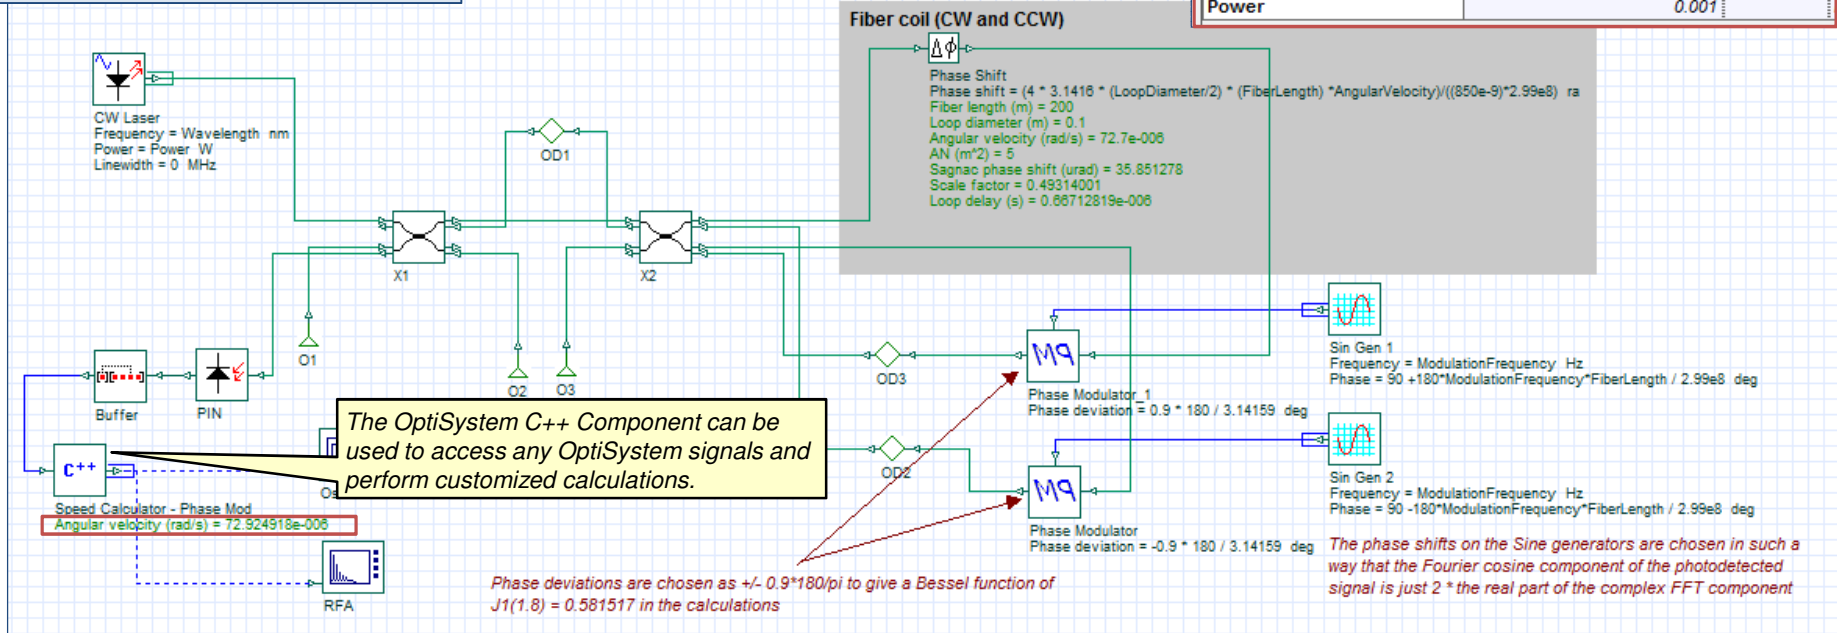 Power
0.001
Fiber coil (CW and CCW)
Δϕ
Phase Shift
Phase shift = (4 * 3.1416 * (LoopDiameter/2) * (FiberLength) *AngularVelocity)/((850e-9)*2.99e8) ra
Fiber length (m) = 200
Loop diameter (m) = 0.1
Angular velocity (rad/s) = 72.7e-006
AN (m^2) = 5
Sagnac phase shift (urad) = 35.851278
Scale factor = 0.49314001
Loop delay (s) = 0.66712819e-006
CW Laser
Frequency = Wavelength nm
Power = Power W
Linewidth = 0 MHz
OD1
X1
X2
O1
O2
O3
Buffer
PIN
OD3
PM
Phase Modulator_1
Phase deviation = 0.9 * 180 / 3.14159 deg
Sin Gen 1
Frequency = ModulationFrequency Hz
Phase = 90 +180*ModulationFrequency*FiberLength / 2.99e8 deg
The OptiSystem C++ Component can be
used to access any OptiSystem signals and
perform customized calculations.
C++
Os
Speed Calculator - Phase Mod
Angular velocity (rad/s) = 72.924918e-006
OD2
PM
Phase Modulator
Phase deviation = -0.9 * 180 / 3.14159 deg
Sin Gen 2
Frequency = ModulationFrequency Hz
Phase = 90 -180*ModulationFrequency*FiberLength / 2.99e8 deg
RFA
Phase deviations are chosen as +/- 0.9*180/pi to give a Bessel function of
J1(1.8) = 0.581517 in the calculations
The phase shifts on the Sine generators are chosen in such a
way that the Fourier cosine component of the photodetected
signal is just 2 * the real part of the complex FFT component